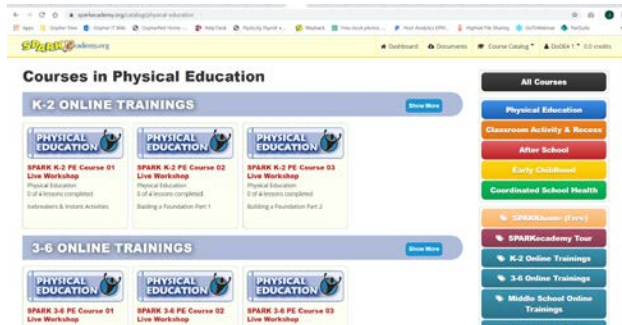 sparkecademy.org/catalog/physical-education
Apps
SPARKecademy.org
Dashboard Documents Course Catalog DoDEA 1 0.0 credits
Courses in Physical Education
K-2 ONLINE TRAININGS
Show More
PHYSICAL EDUCATION
SPARK K-2 PE Course 01
Live Workshop
Physical Education
0 of 4 lessons completed
Icebreakers & Instant Activities
PHYSICAL EDUCATION
SPARK K-2 PE Course 02
Live Workshop
Physical Education
0 of 4 lessons completed
Building a Foundation Part 1
PHYSICAL EDUCATION
SPARK K-2 PE Course 03
Live Workshop
Physical Education
0 of 4 lessons completed
Building a Foundation Part 2
3-6 ONLINE TRAININGS
Show More
PHYSICAL EDUCATION
SPARK 3-6 PE Course 01
Live Workshop
PHYSICAL EDUCATION
SPARK 3-6 PE Course 02
Live Workshop
PHYSICAL EDUCATION
SPARK 3-6 PE Course 03
Live Workshop
All Courses
Physical Education
Classroom Activity & Recess
After School
Early Childhood
Coordinated School Health
SPARKhome (Free)
SPARKecademy Tour
K-2 Online Trainings
3-6 Online Trainings
Middle School Online
Trainings